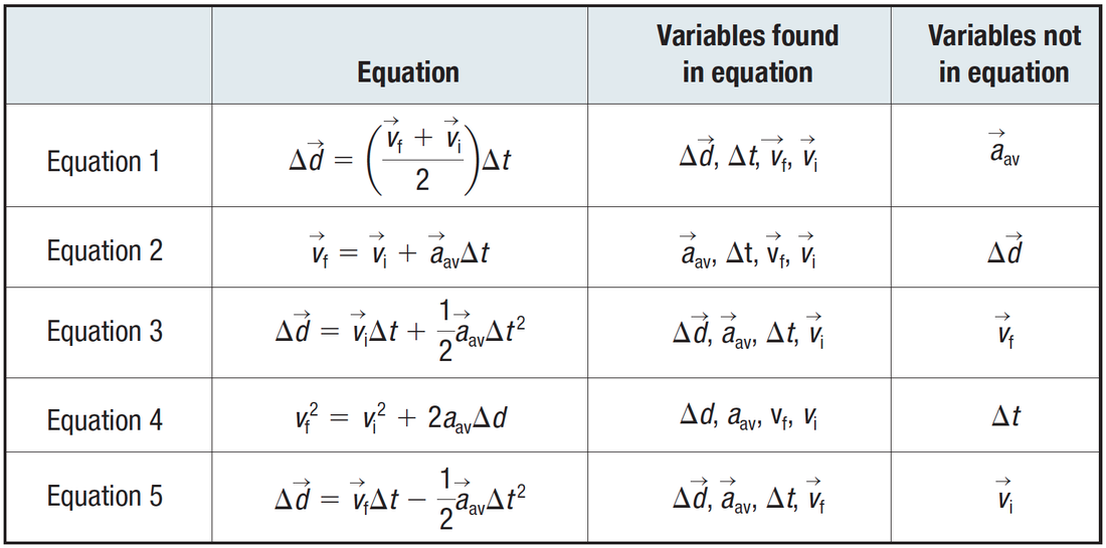 Equation | Variables found in equation | Variables not in equation
Equation 1 | $\Delta\vec{d} = \left(\frac{\vec{v}_f + \vec{v}_i}{2}\right)\Delta t$ | $\Delta\vec{d}, \Delta t, \vec{v}_f, \vec{v}_i$ | $\vec{a}_{av}$
Equation 2 | $\vec{v}_f = \vec{v}_i + \vec{a}_{av}\Delta t$ | $\vec{a}_{av}, \Delta t, \vec{v}_f, \vec{v}_i$ | $\Delta\vec{d}$
Equation 3 | $\Delta\vec{d} = \vec{v}_i\Delta t + \frac{1}{2}\vec{a}_{av}\Delta t^2$ | $\Delta\vec{d}, \vec{a}_{av}, \Delta t, \vec{v}_i$ | $\vec{v}_f$
Equation 4 | $v_f^2 = v_i^2 + 2a_{av}\Delta d$ | $\Delta d, a_{av}, v_f, v_i$ | $\Delta t$
Equation 5 | $\Delta\vec{d} = \vec{v}_f\Delta t - \frac{1}{2}\vec{a}_{av}\Delta t^2$ | $\Delta\vec{d}, \vec{a}_{av}, \Delta t, \vec{v}_f$ | $\vec{v}_i$